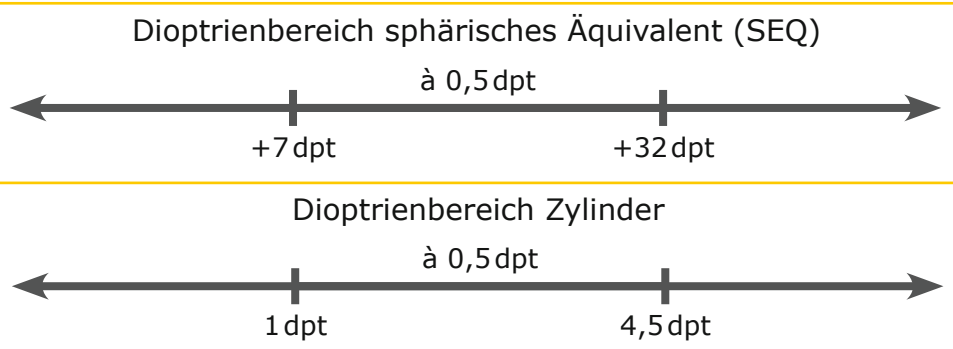 Dioptrienbereich sphärisches Äquivalent (SEQ)
à 0,5 dpt
+7 dpt +32 dpt
Dioptrienbereich Zylinder
à 0,5 dpt
1 dpt 4,5 dpt